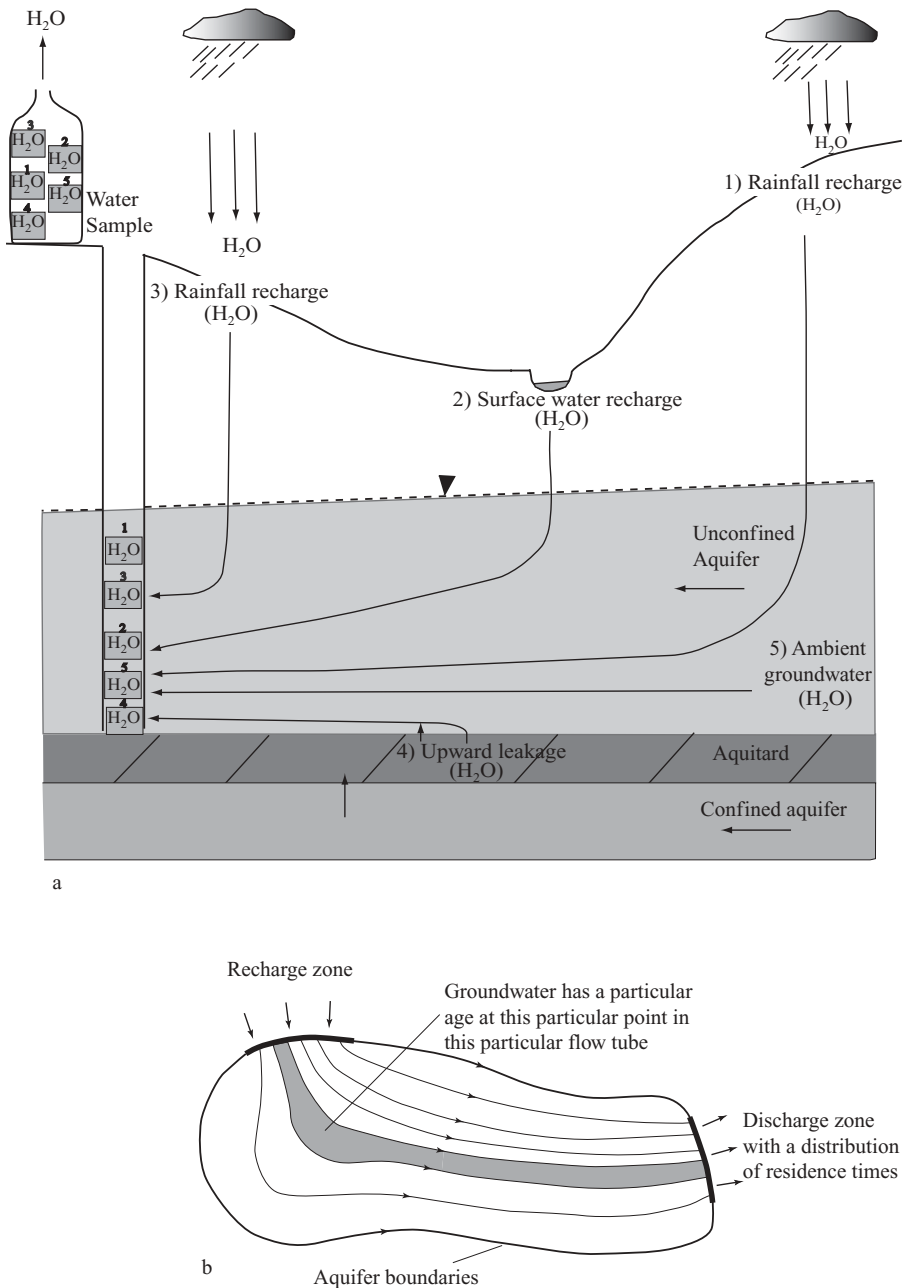 H₂O
3
H₂O
2
H₂O
1
H₂O
5
H₂O
4
H₂O
Water
Sample
H₂O
3) Rainfall recharge
(H₂O)
H₂O
1) Rainfall recharge
(H₂O)
2) Surface water recharge
(H₂O)
1
H₂O
3
H₂O
2
H₂O
5
H₂O
4
H₂O
Unconfined
Aquifer
5) Ambient
groundwater
(H₂O)
4) Upward leakage
(H₂O)
Aquitard
Confined aquifer
a
Recharge zone
Groundwater has a particular
age at this particular point in
this particular flow tube
Discharge zone
with a distribution
of residence times
Aquifer boundaries
b